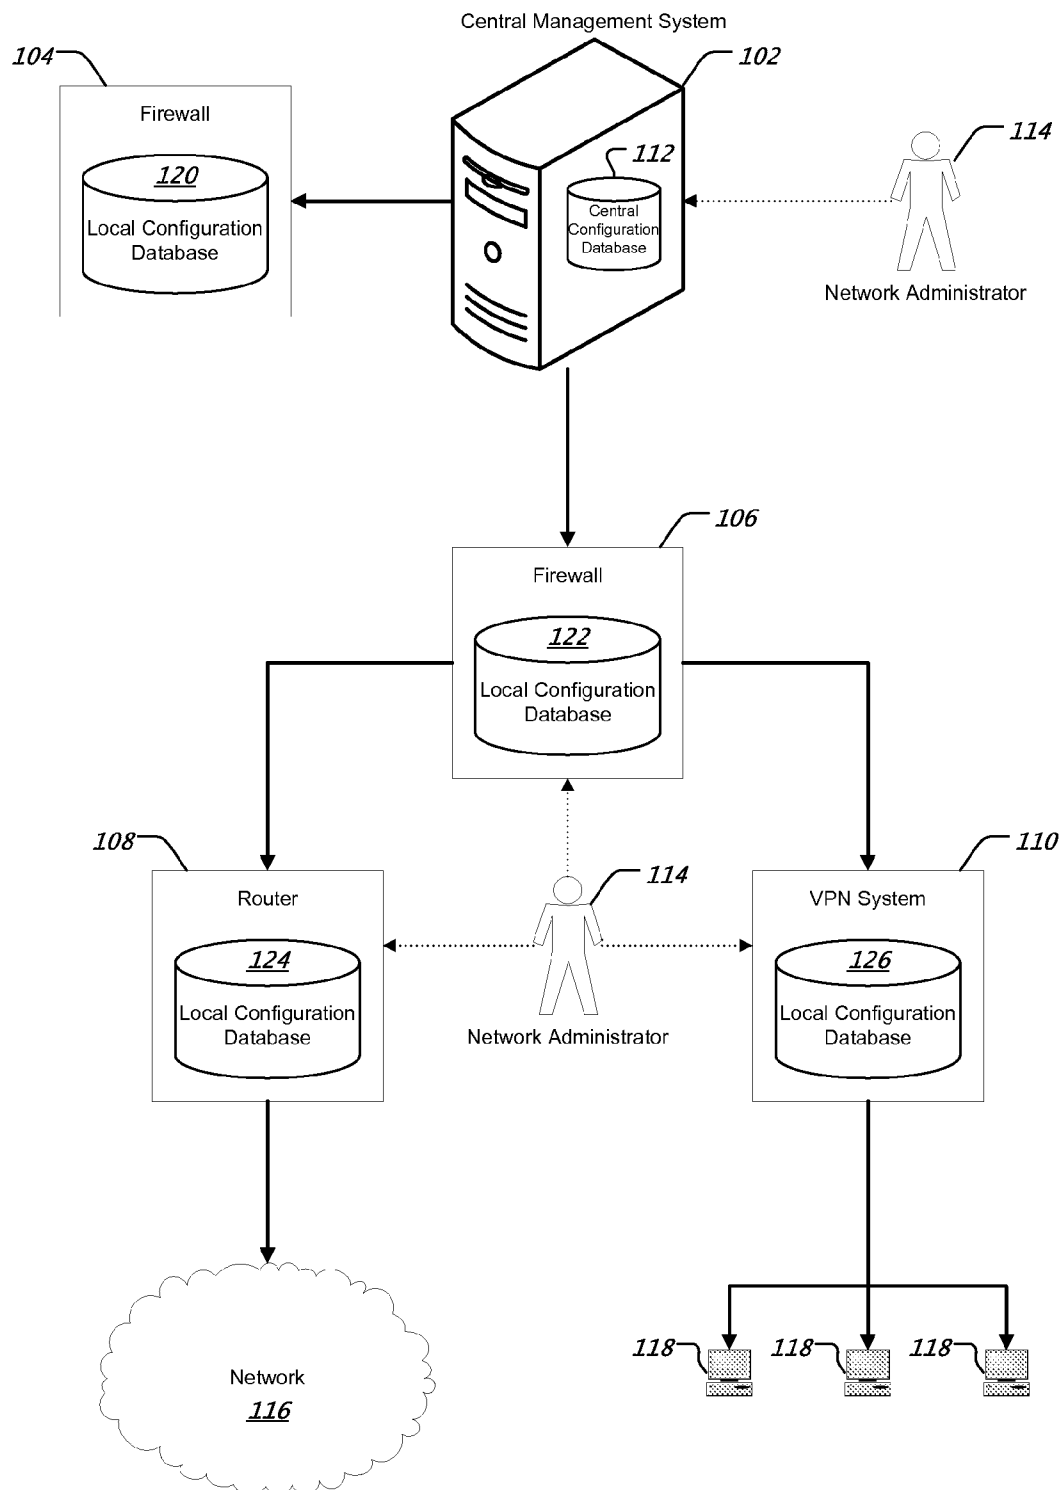 Central Management System
104
102
Firewall
114
112
120
Central
Configuration
Database
Local Configuration
Database
Network Administrator
106
Firewall
122
Local Configuration
Database
108
110
114
Router
VPN System
124
126
Local Configuration
Database
Local Configuration
Database
Network Administrator
118
118
118
Network
116